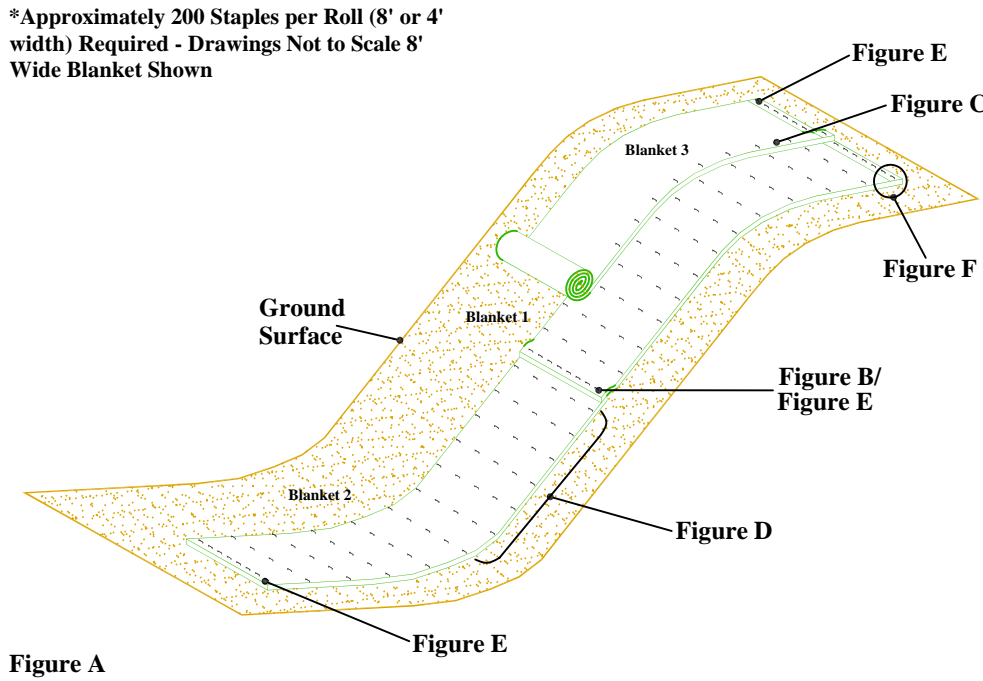 *Approximately 200 Staples per Roll (8' or 4'
width) Required - Drawings Not to Scale 8'
Wide Blanket Shown
Figure E
Figure C
Blanket 3
Figure F
Ground
Surface
Blanket 1
Figure B/
Figure E
Blanket 2
Figure D
Figure E
Figure A